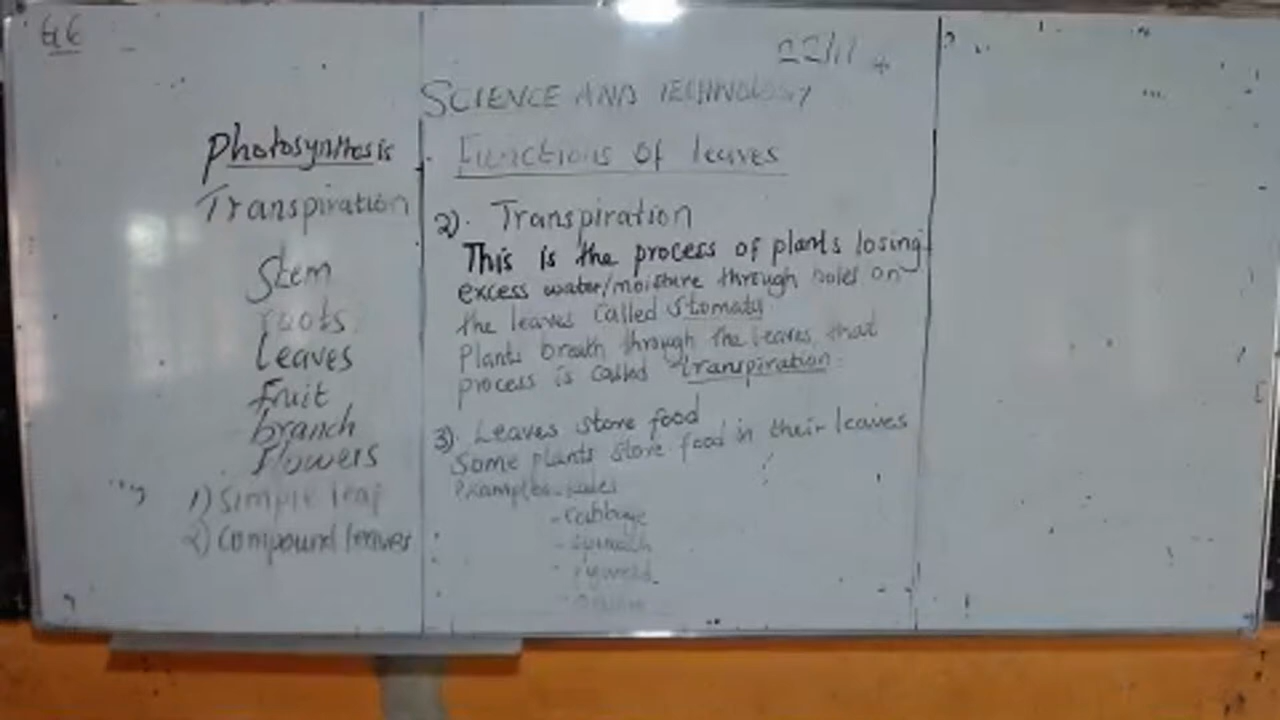 G6
Photosynthesis
Transpiration
Stem
roots
Leaves
fruit
branch
Flowers
1) Simple leaf
2) Compound leaves
22/11
SCIENCE AND TECHNOLOGY
Functions of leaves
2). Transpiration
This is the process of plants losing
excess water/moisture through holes on
the leaves called stomata
Plants breath through the leaves that
process is called transpiration.
3). Leaves store food
Some plants store food in their leaves
examples
- cabbage
- spinach